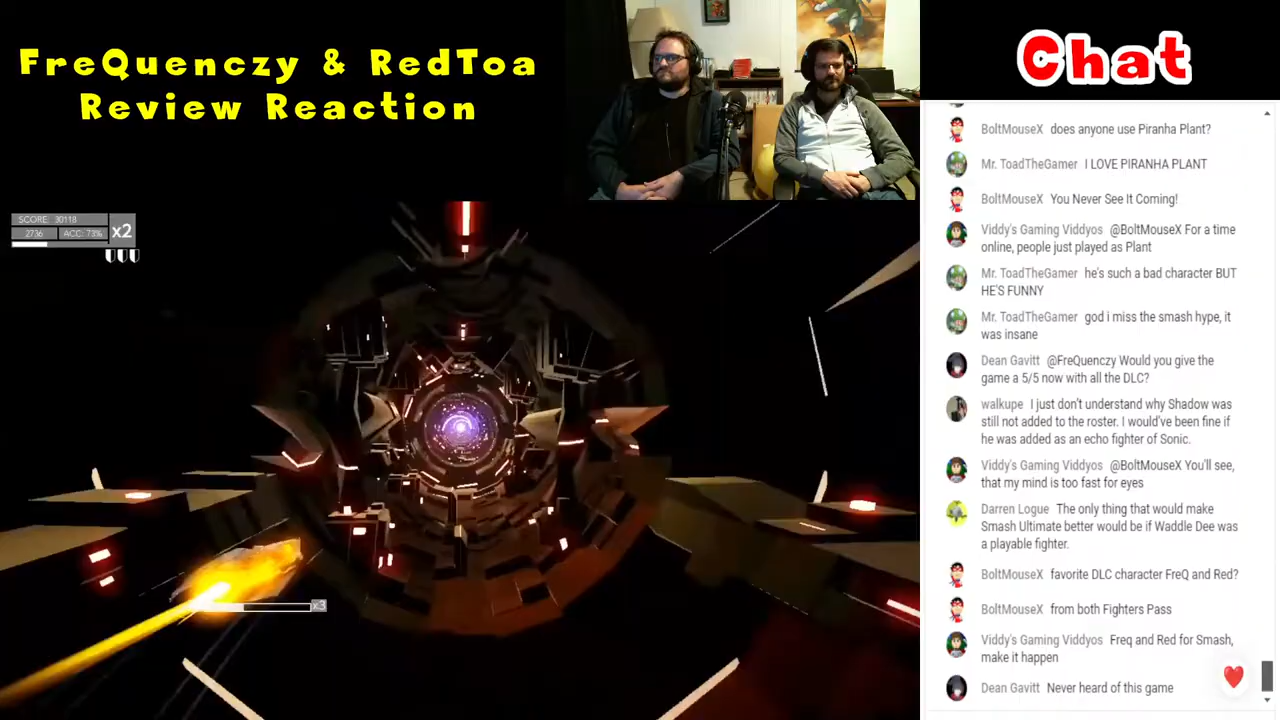 FreQuenczy & RedToa
Review Reaction
Chat
SCORE: 30118
2736 ACC: 73% x2
x3
BoltMouseX does anyone use Piranha Plant?
Mr. ToadTheGamer I LOVE PIRANHA PLANT
BoltMouseX You Never See It Coming!
Viddy's Gaming Viddyos @BoltMouseX For a time
online, people just played as Plant
Mr. ToadTheGamer he's such a bad character BUT
HE'S FUNNY
Mr. ToadTheGamer god i miss the smash hype, it
was insane
Dean Gavitt @FreQuenczy Would you give the
game a 5/5 now with all the DLC?
walkupe I just don't understand why Shadow was
still not added to the roster. I would've been fine if
he was added as an echo fighter of Sonic.
Viddy's Gaming Viddyos @BoltMouseX You'll see,
that my mind is too fast for eyes
Darren Logue The only thing that would make
Smash Ultimate better would be if Waddle Dee was
a playable fighter.
BoltMouseX favorite DLC character FreQ and Red?
BoltMouseX from both Fighters Pass
Viddy's Gaming Viddyos Freq and Red for Smash,
make it happen
Dean Gavitt Never heard of this game